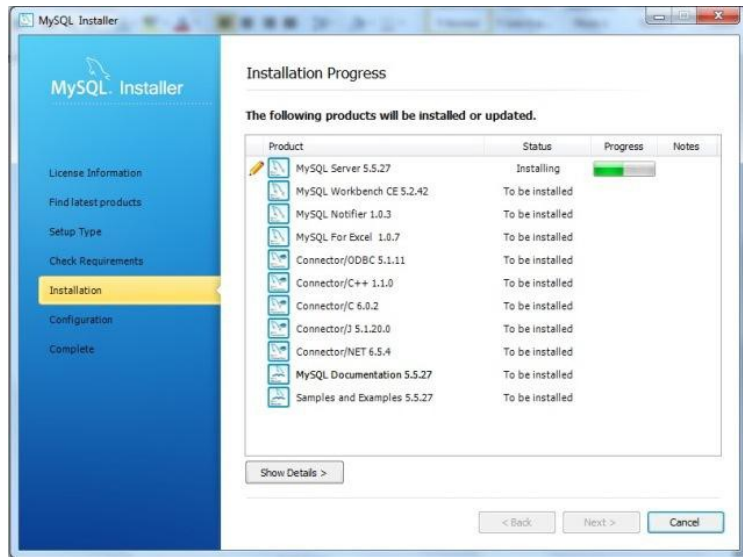 MySQL Installer
MySQL Installer
License Information
Find latest products
Setup Type
Check Requirements
Installation
Configuration
Complete
Installation Progress
The following products will be installed or updated.
Product Status Progress Notes
MySQL Server 5.5.27 Installing
MySQL Workbench CE 5.2.42 To be installed
MySQL Notifier 1.0.3 To be installed
MySQL For Excel 1.0.7 To be installed
Connector/ODBC 5.1.11 To be installed
Connector/C++ 1.1.0 To be installed
Connector/C 6.0.2 To be installed
Connector/J 5.1.20.0 To be installed
Connector/NET 6.5.4 To be installed
MySQL Documentation 5.5.27 To be installed
Samples and Examples 5.5.27 To be installed
Show Details >
< Back Next > Cancel